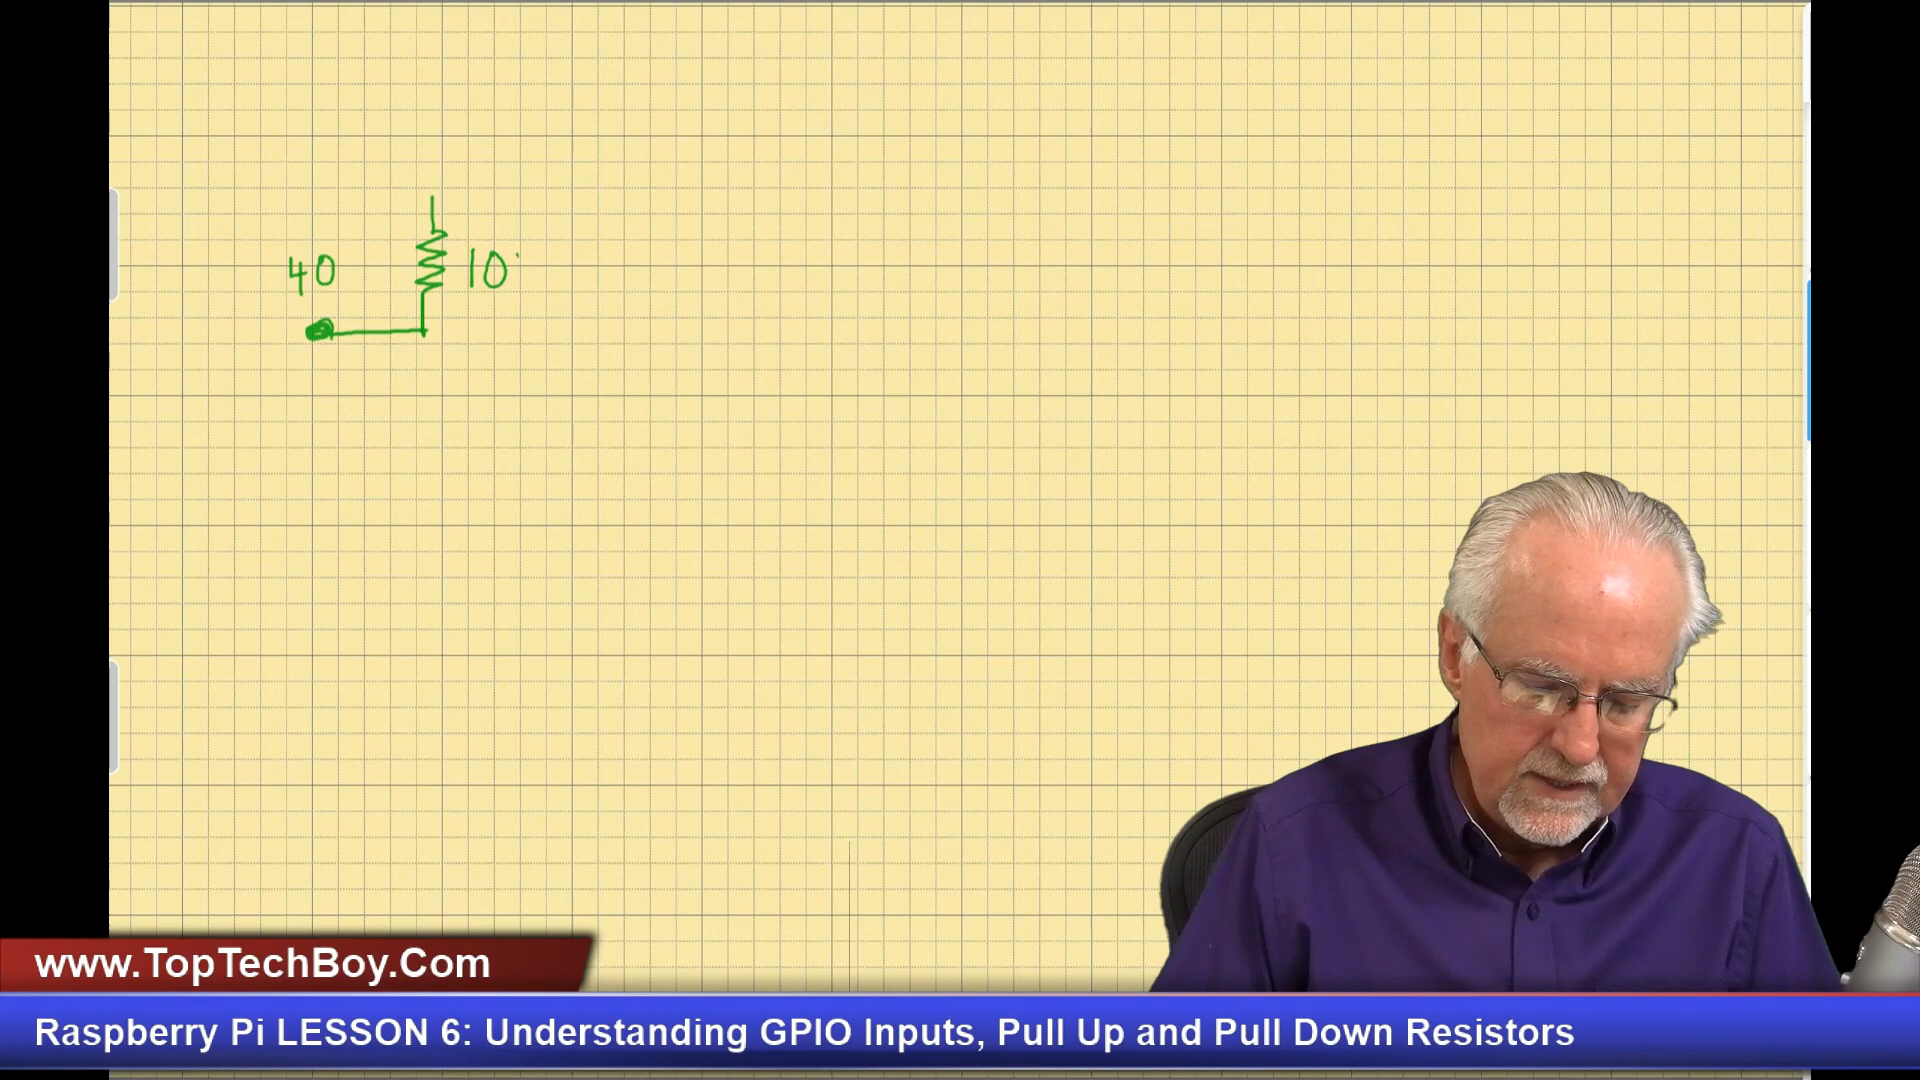 40
10
www.TopTechBoy.Com
Raspberry Pi LESSON 6: Understanding GPIO Inputs, Pull Up and Pull Down Resistors